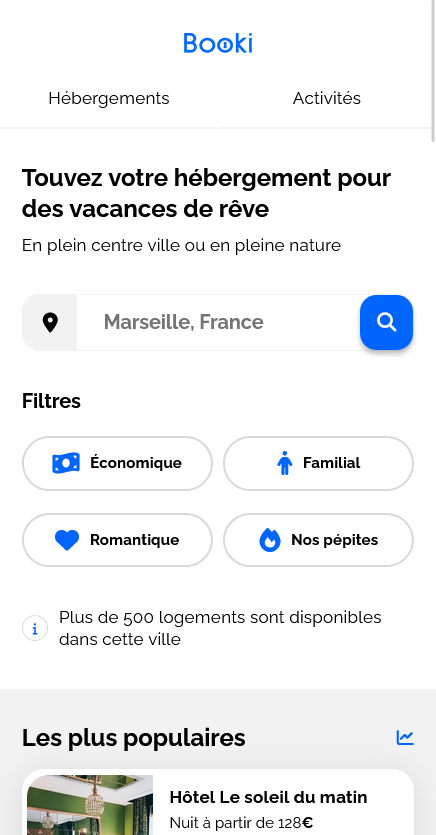 Booki
Hébergements
Activités
Touvez votre hébergement pour
des vacances de rêve
En plein centre ville ou en pleine nature
Marseille, France
Filtres
Économique
Familial
Romantique
Nos pépites
Plus de 500 logements sont disponibles
dans cette ville
Les plus populaires
Hôtel Le soleil du matin
Nuit à partir de 128€